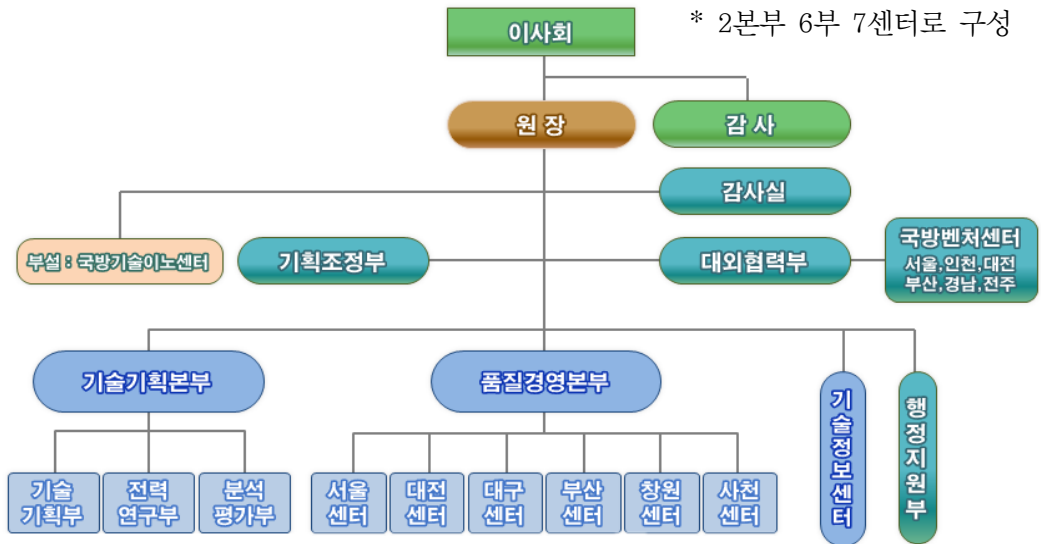 이사회
* 2본부 6부 7센터로 구성
원 장
감 사
감사실
부설 : 국방기술이노센터
기획조정부
대외협력부
국방벤처센터
서울,인천,대전
부산,경남,전주
기술기획본부
품질경영본부
기술정보센터
행정지원부
기술
기획부
전력
연구부
분석
평가부
서울
센터
대전
센터
대구
센터
부산
센터
창원
센터
사천
센터